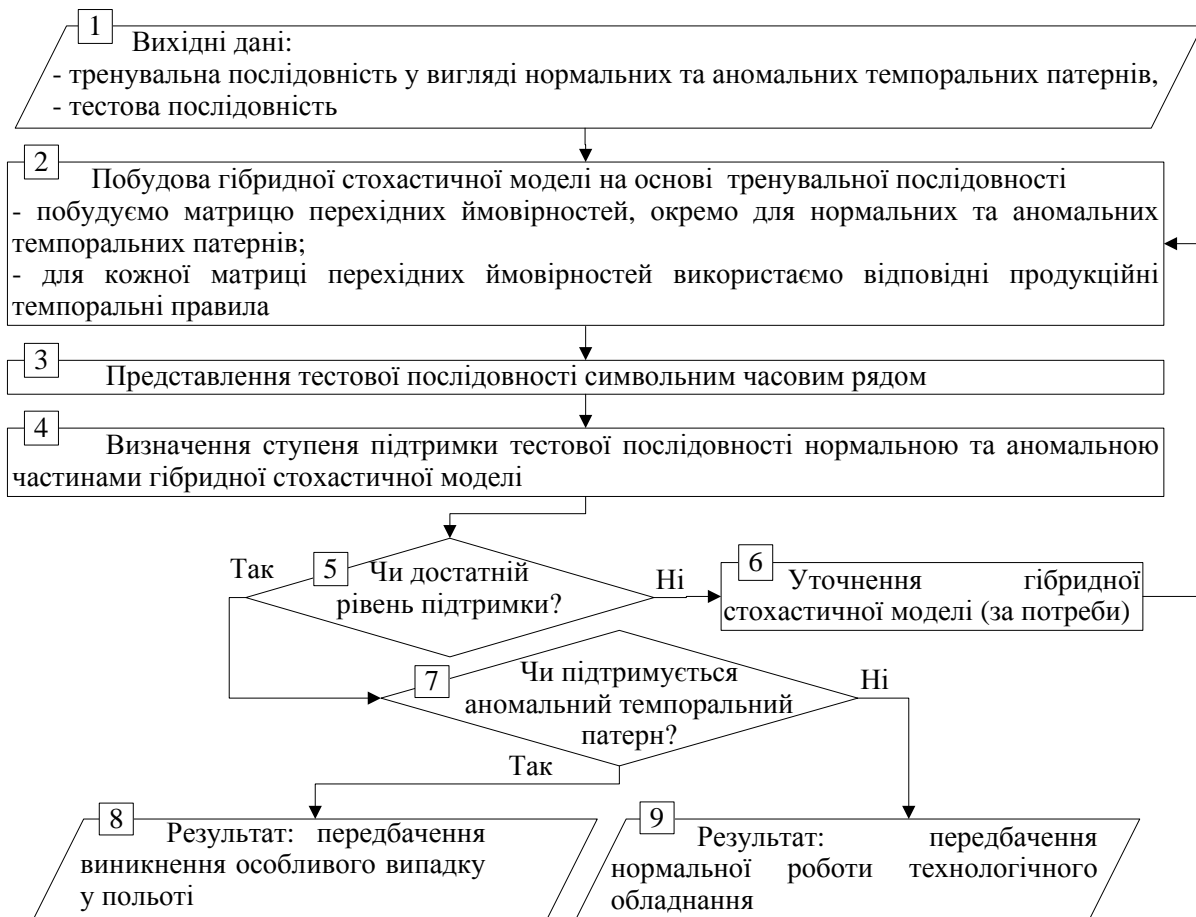 1
Вихідні дані:
- тренувальна послідовність у вигляді нормальних та аномальних темпоральних патернів,
- тестова послідовність
2
Побудова гібридної стохастичної моделі на основі тренувальної послідовності
- побудуємо матрицю перехідних ймовірностей, окремо для нормальних та аномальних
темпоральних патернів;
- для кожної матриці перехідних ймовірностей використаємо відповідні продукційні
темпоральні правила
3
Представлення тестової послідовності символьним часовим рядом
4
Визначення ступеня підтримки тестової послідовності нормальною та аномальною
частинами гібридної стохастичної моделі
Так
5
Чи достатній
рівень підтримки?
Ні
6
Уточнення гібридної
стохастичної моделі (за потреби)
7
Чи підтримується
аномальний темпоральний
патерн?
Ні
Так
8
Результат: передбачення
виникнення особливого випадку
у польоті
9
Результат: передбачення
нормальної роботи технологічного
обладнання